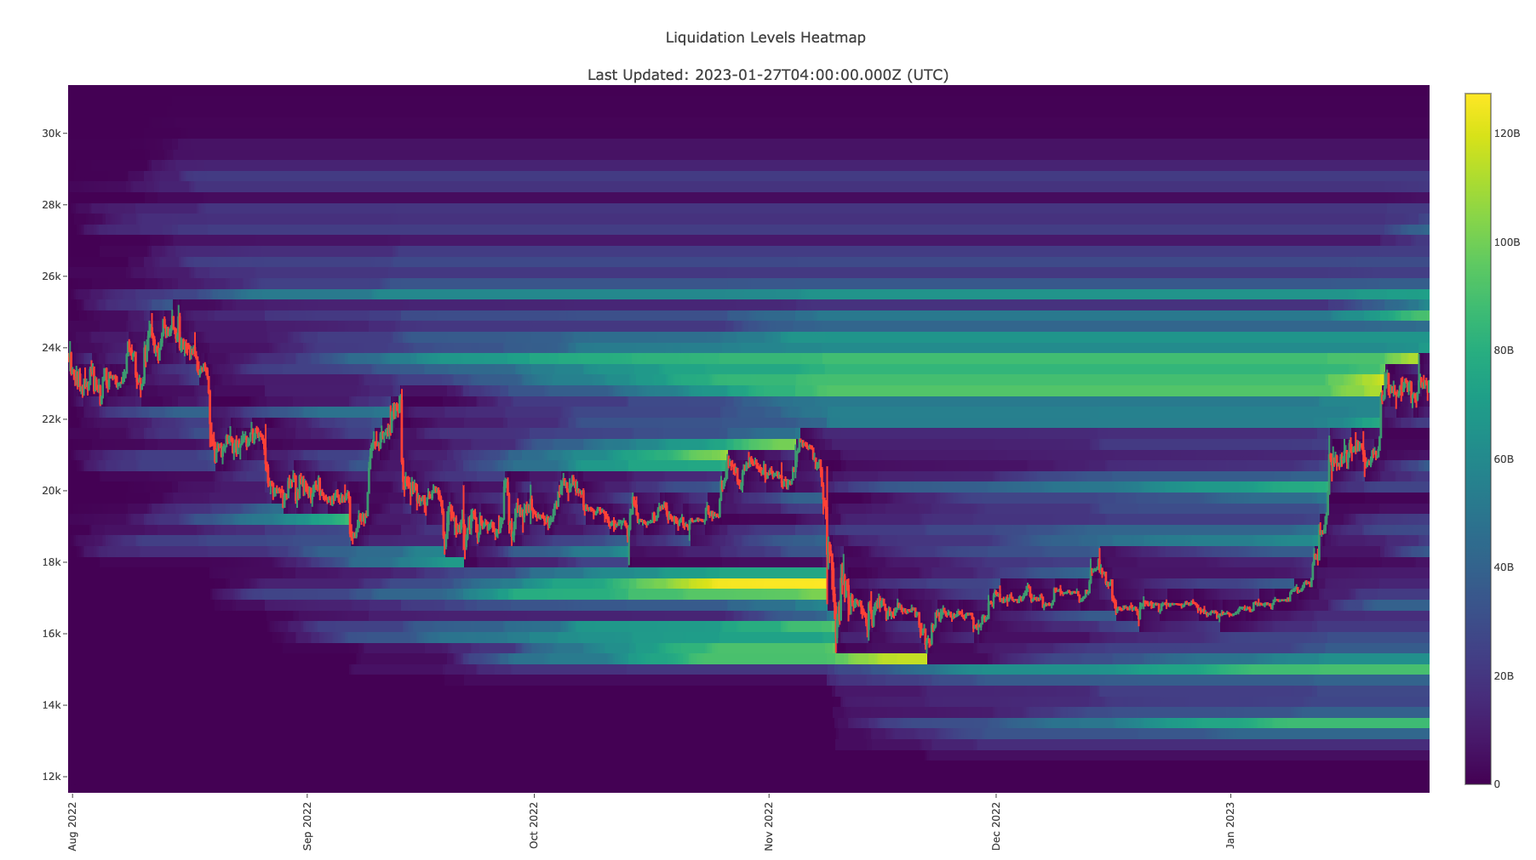 Liquidation Levels Heatmap
Last Updated: 2023-01-27T04:00:00.000Z (UTC)
30k
28k
26k
24k
22k
20k
18k
16k
14k
12k
120B
100B
80B
60B
40B
20B
0
Aug 2022
Sep 2022
Oct 2022
Nov 2022
Dec 2022
Jan 2023